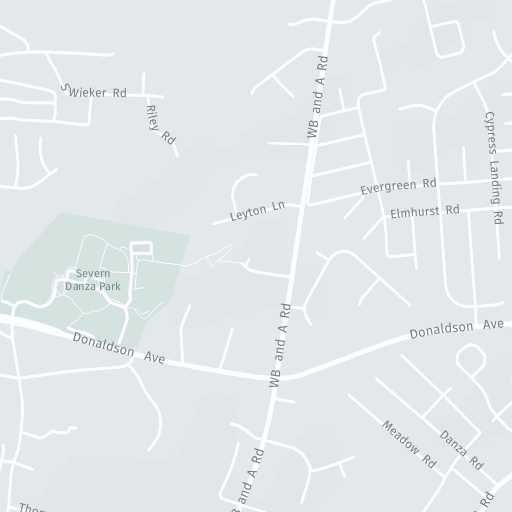 WB and A Rd
S Wieker Rd
Riley Rd
Cypress Landing Rd
Evergreen Rd
Leyton Ln
Elmhurst Rd
Severn
Danza Park
Donaldson Ave
Donaldson Ave
WB and A Rd
Meadow Rd
Danza Rd
B and A Rd
Rd